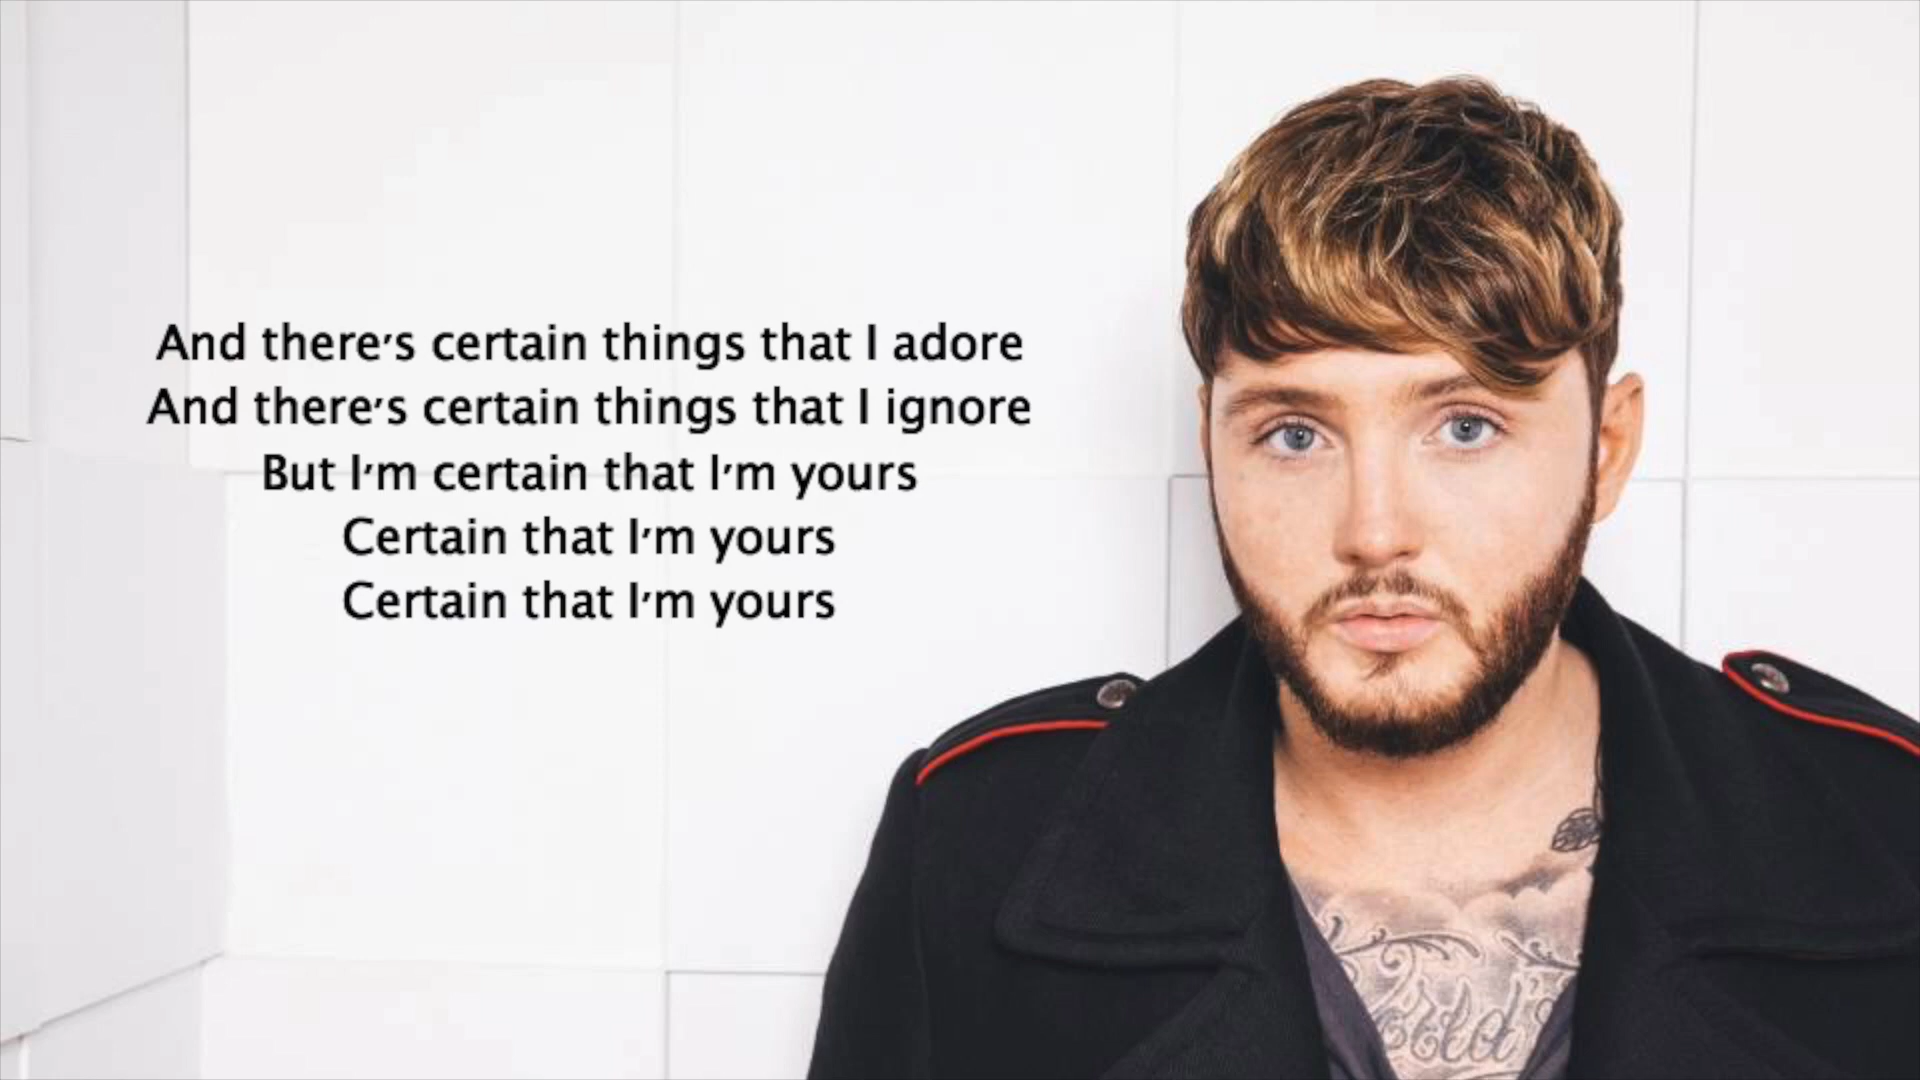 And there's certain things that I adore
And there's certain things that I ignore
But I'm certain that I'm yours
Certain that I'm yours
Certain that I'm yours